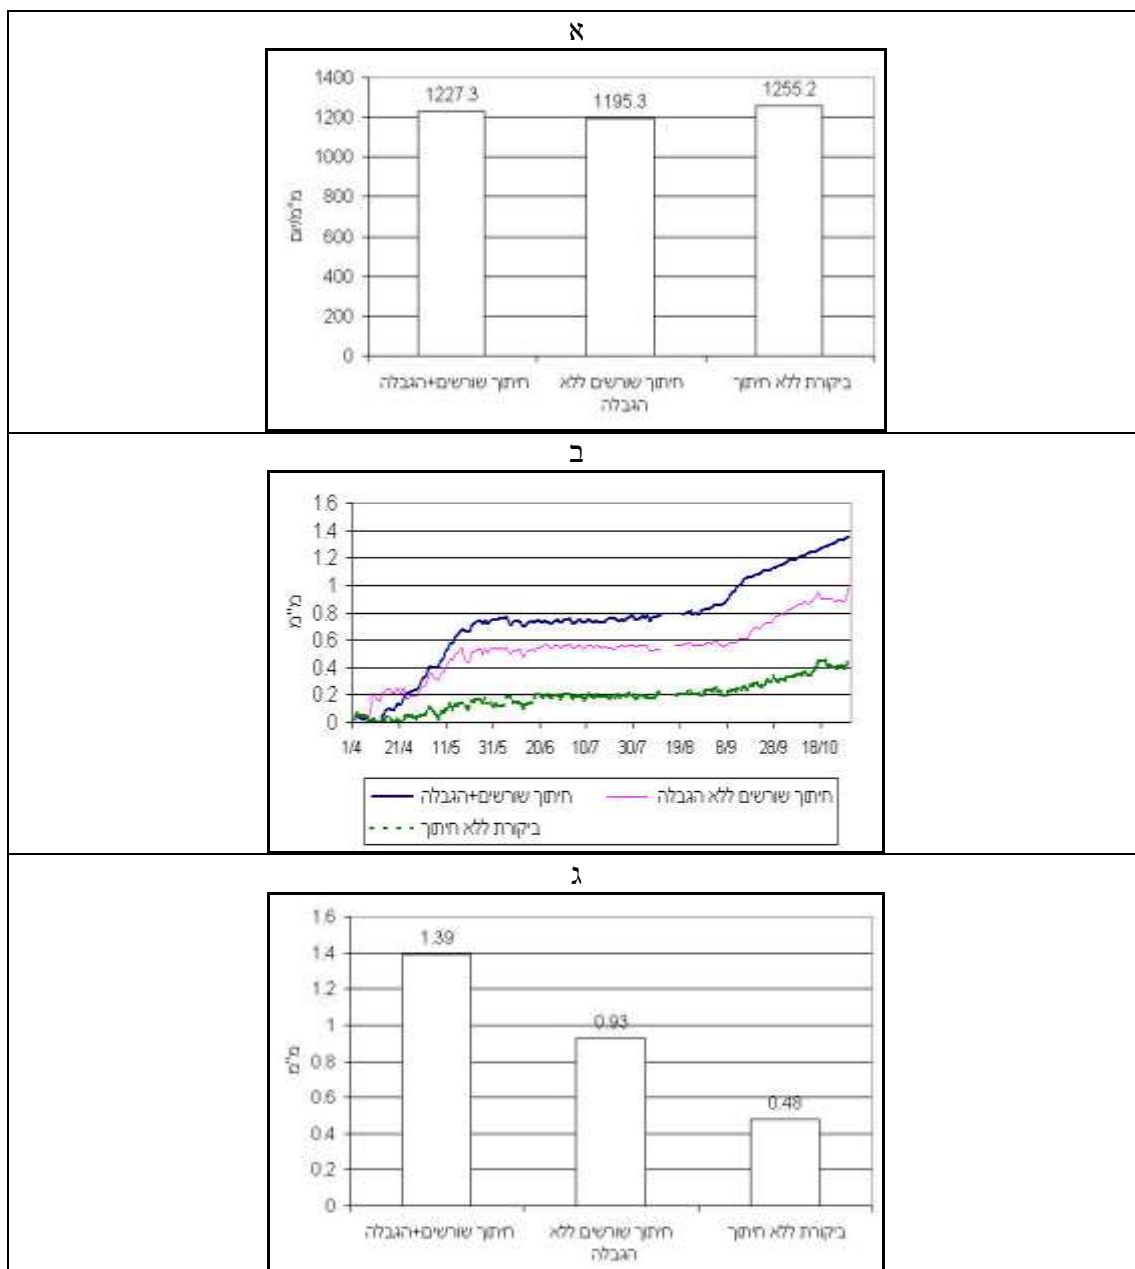 א
1400
1200
1000
800
600
400
200
0
1227.3
1195.3
1255.2
מ"מ/יום
חיתוך שורשים+הגבלה
חיתוך שורשים ללא
הגבלה
ביקורת ללא חיתוך
ב
1.6
1.4
1.2
1
0.8
0.6
0.4
0.2
0
מ"מ
1/4 21/4 11/5 31/5 20/6 10/7 30/7 19/8 8/9 28/9 18/10
חיתוך שורשים+הגבלה
חיתוך שורשים ללא הגבלה
ביקורת ללא חיתוך
ג
1.6
1.4
1.2
1
0.8
0.6
0.4
0.2
0
1.39
0.93
0.48
מ"מ
חיתוך שורשים+הגבלה
חיתוך שורשים ללא
הגבלה
ביקורת ללא חיתוך